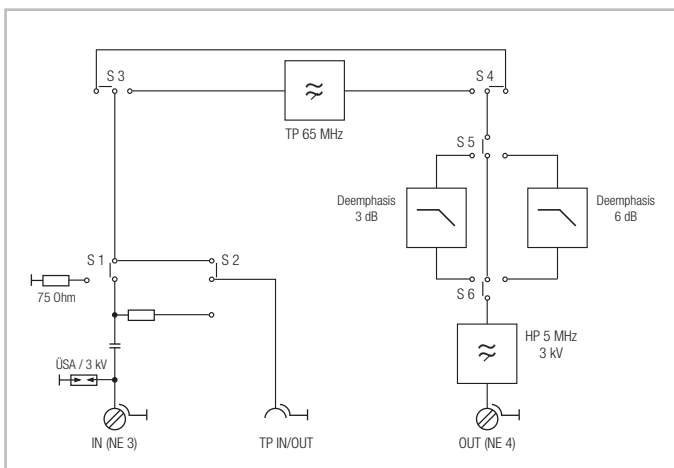 S 3
S 4
TP 65 MHz
S 5
Deemphasis
3 dB
Deemphasis
6 dB
S 1
S 2
75 Ohm
S 6
HP 5 MHz
3 kV
ÜSA / 3 kV
IN (NE 3)
TP IN/OUT
OUT (NE 4)